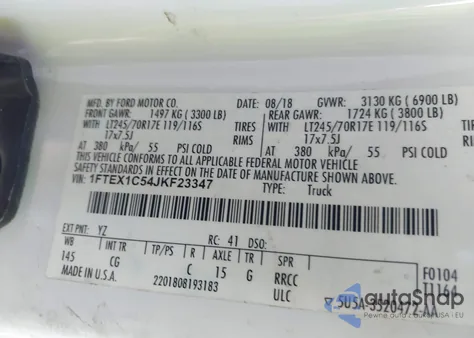 MFD. BY FORD MOTOR CO. DATE: 08/18 GVWR: 3130 KG (6900 LB)
FRONT GAWR: 1497 KG (3300 LB) REAR GAWR: 1724 KG (3800 LB)
WITH LT245/70R17E 119/116S TIRES WITH LT245/70R17E 119/116S TIRES
17x7.5J RIMS 17x7.5J RIMS
AT 380 kPa/ 55 PSI COLD AT 380 kPa/ 55 PSI COLD
THIS VEHICLE CONFORMS TO ALL APPLICABLE FEDERAL MOTOR VEHICLE
SAFETY STANDARDS IN EFFECT ON THE DATE OF MANUFACTURE SHOWN ABOVE.
VIN: 1FTEX1C54JKF23347 TYPE: Truck
EXT PNT: YZ RC: 41 DSO:
WB INT TR TP/PS R AXLE TR SPR
145 CG C 15 G RRCC
MADE IN U.S.A. 2201808193183 ULC
F0104
T1164
autoShap